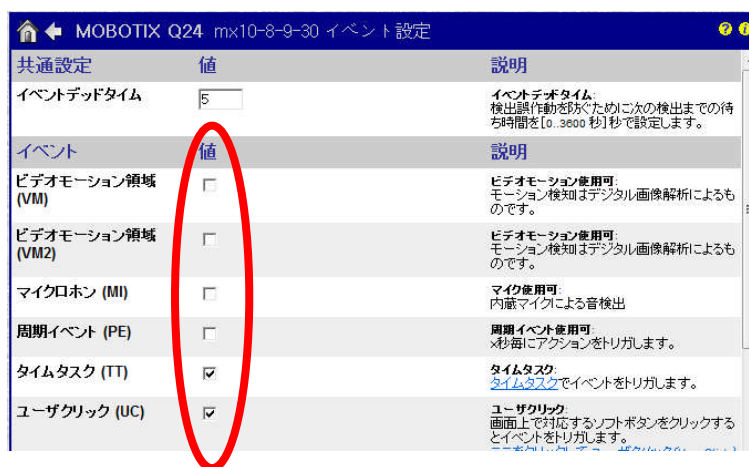 MOBOTIX Q24 mx10-8-9-30 イベント設定
共通設定 値 説明
イベントデッドタイム 5 イベントデッドタイム:
検出誤作動を防ぐために次の検出までの待
ち時間を[0..3600 秒]秒で設定します。
イベント 値 説明
ビデオモーション領域 ビデオモーション使用可:
(VM) モーション検知はデジタル画像解析によるも
のです。
ビデオモーション領域 ビデオモーション使用可:
(VM2) モーション検知はデジタル画像解析によるも
のです。
マイクロホン (MI) マイク使用可:
内蔵マイクによる音検出
周期イベント (PE) 周期イベント使用可:
x秒毎にアクションをトリガします。
タイムタスク (TT) タイムタスク:
タイムタスクでイベントをトリガします。
ユーザクリック (UC) ユーザクリック:
画面上で対応するソフトボタンをクリックする
とイベントをトリガします。